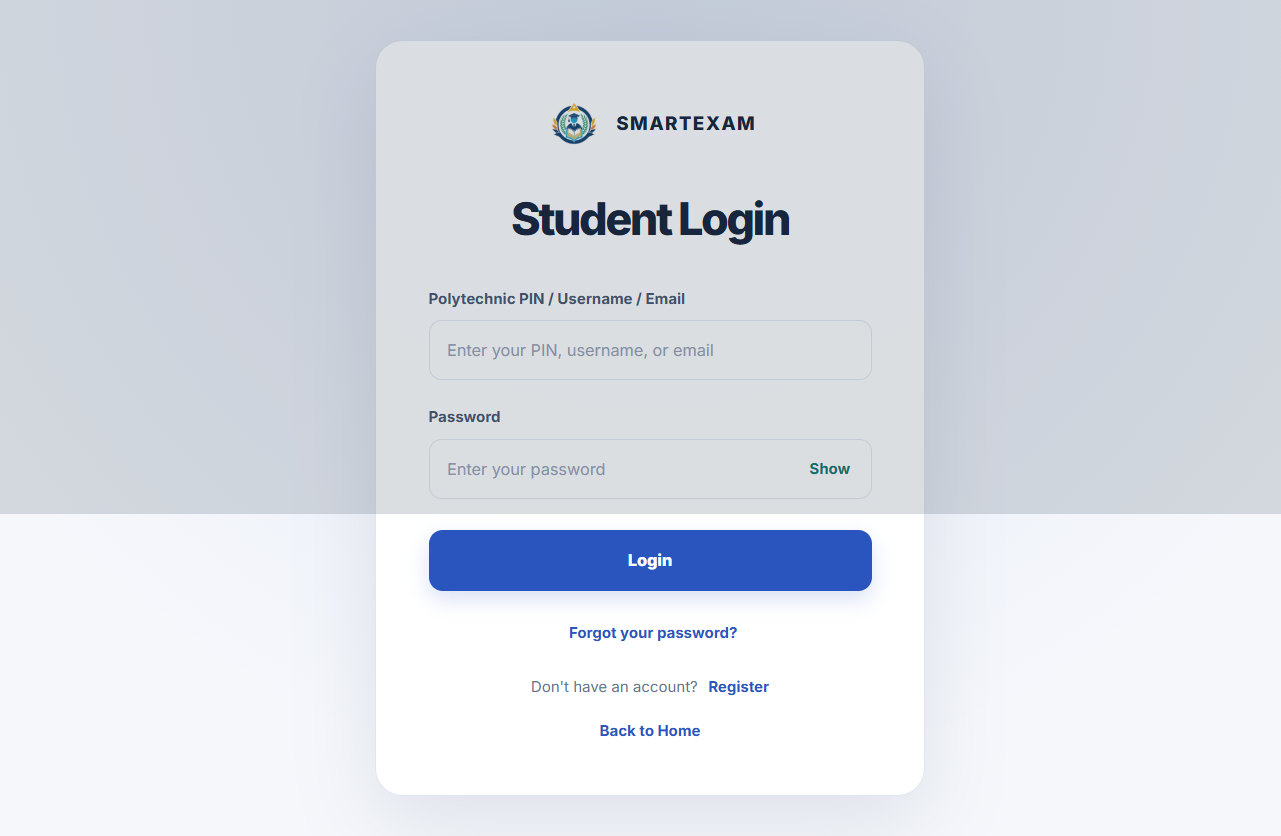 SMARTEXAM
Student Login
Polytechnic PIN / Username / Email
Enter your PIN, username, or email
Password
Enter your password Show
Login
Forgot your password?
Don't have an account? Register
Back to Home